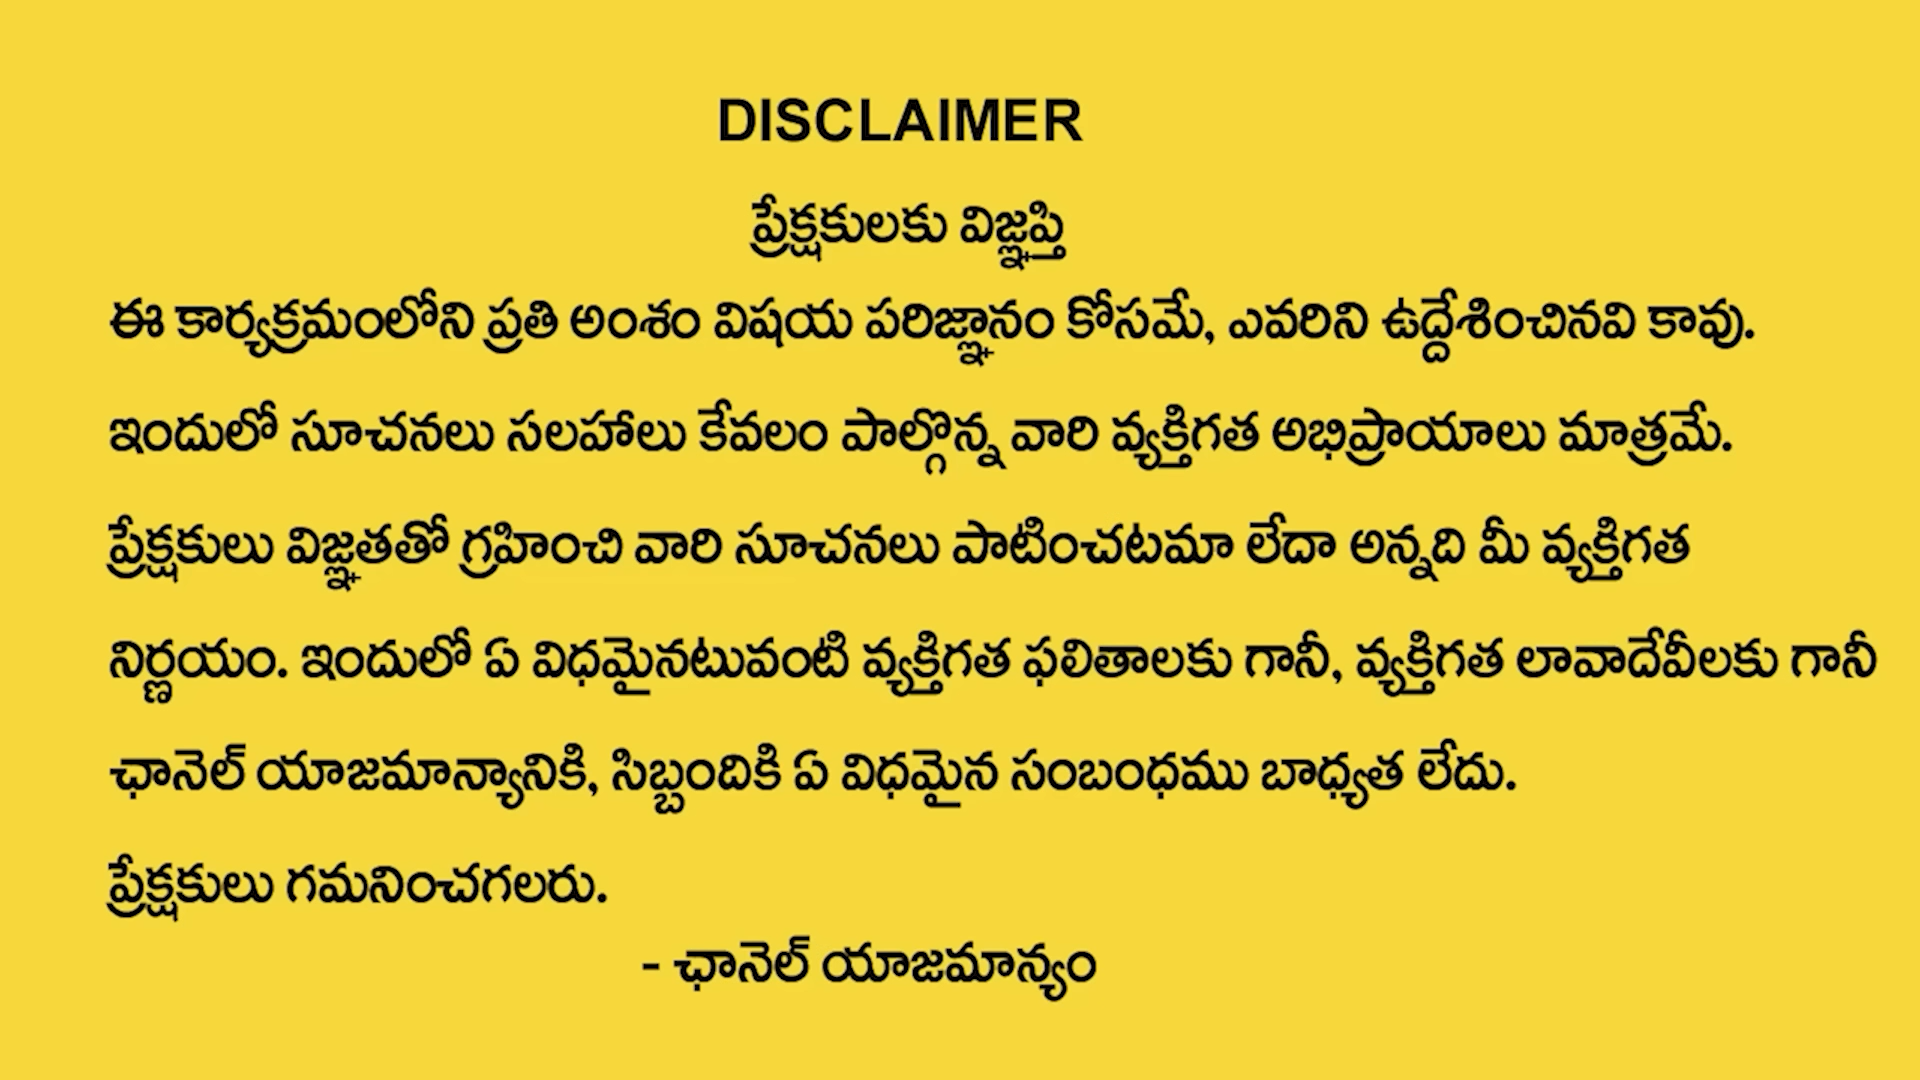 DISCLAIMER
ప్రేక్షకులకు విజ్ఞప్తి
ఈ కార్యక్రమంలోని ప్రతి అంశం విషయ పరిజ్ఞానం కోసమే, ఎవరిని ఉద్దేశించినవి కావు.
ఇందులో సూచనలు సలహాలు కేవలం పాల్గొన్న వారి వ్యక్తిగత అభిప్రాయాలు మాత్రమే.
ప్రేక్షకులు విజ్ఞతతో గ్రహించి వారి సూచనలు పాటించటమా లేదా అన్నది మీ వ్యక్తిగత
నిర్ణయం. ఇందులో ఏ విధమైనటువంటి వ్యక్తిగత ఫలితాలకు గానీ, వ్యక్తిగత లావాదేవీలకు గానీ
ఛానెల్ యాజమాన్యానికి, సిబ్బందికి ఏ విధమైన సంబంధము బాధ్యత లేదు.
ప్రేక్షకులు గమనించగలరు.
- ఛానెల్ యాజమాన్యం